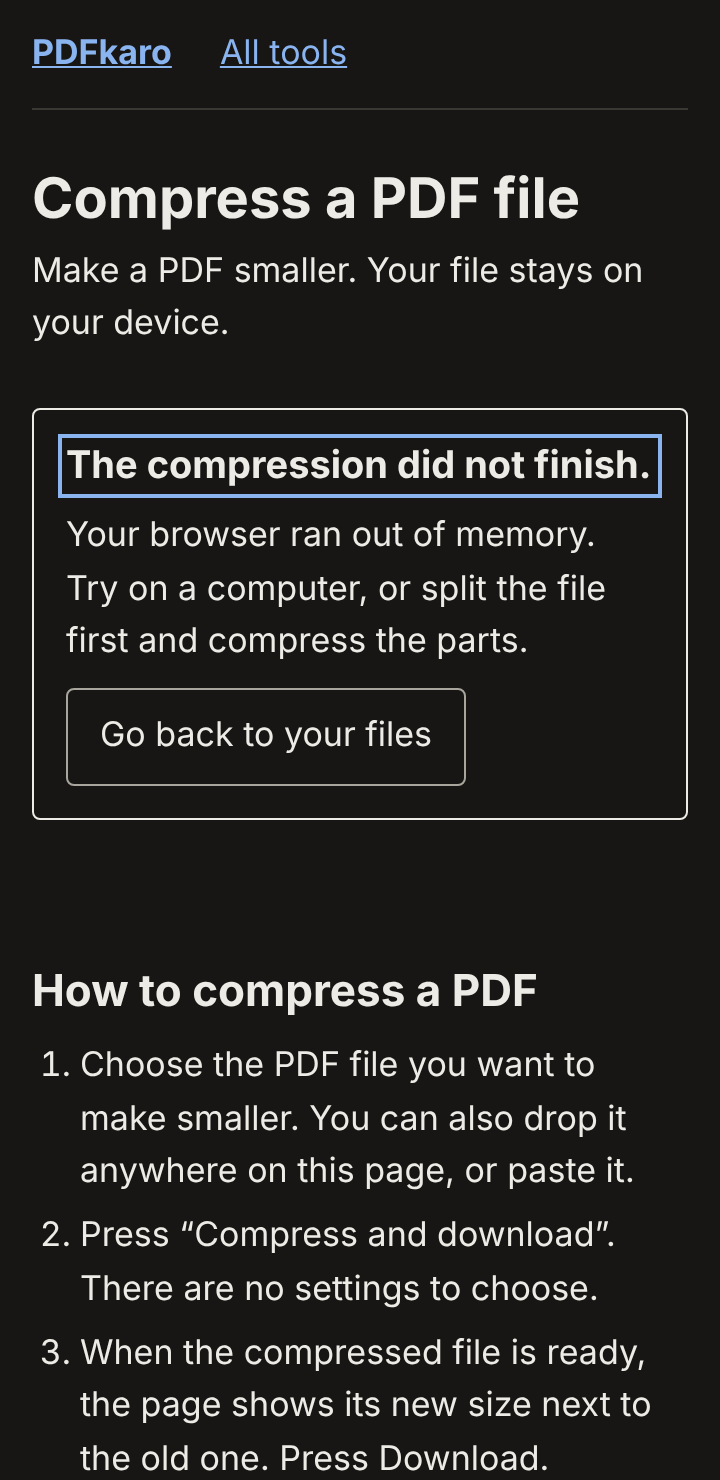 PDFkaro All tools
Compress a PDF file
Make a PDF smaller. Your file stays on
your device.
The compression did not finish.
Your browser ran out of memory.
Try on a computer, or split the file
first and compress the parts.
Go back to your files
How to compress a PDF
1. Choose the PDF file you want to
make smaller. You can also drop it
anywhere on this page, or paste it.
2. Press “Compress and download”.
There are no settings to choose.
3. When the compressed file is ready,
the page shows its new size next to
the old one. Press Download.